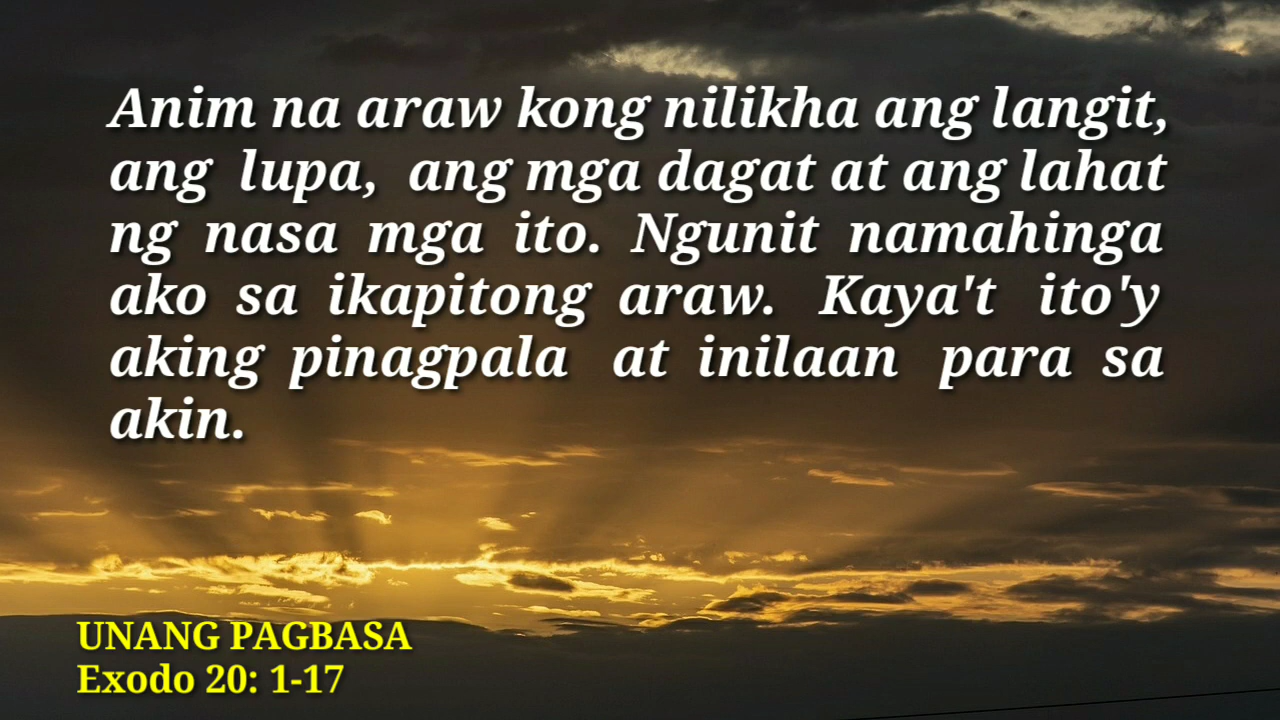 Anim na araw kong nilikha ang langit,
ang lupa, ang mga dagat at ang lahat
ng nasa mga ito. Ngunit namahinga
ako sa ikapitong araw. Kaya't ito'y
aking pinagpala at inilaan para sa
akin.
UNANG PAGBASA
Exodo 20: 1-17